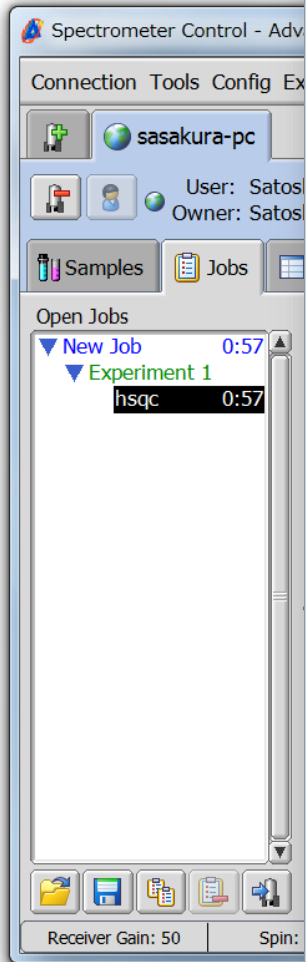 Spectrometer Control - Adv
Connection Tools Config Ex
sasakura-pc
User: Satosl
Owner: Satosl
Samples
Jobs
Open Jobs
New Job 0:57
Experiment 1
hsqc 0:57
Receiver Gain: 50
Spin: